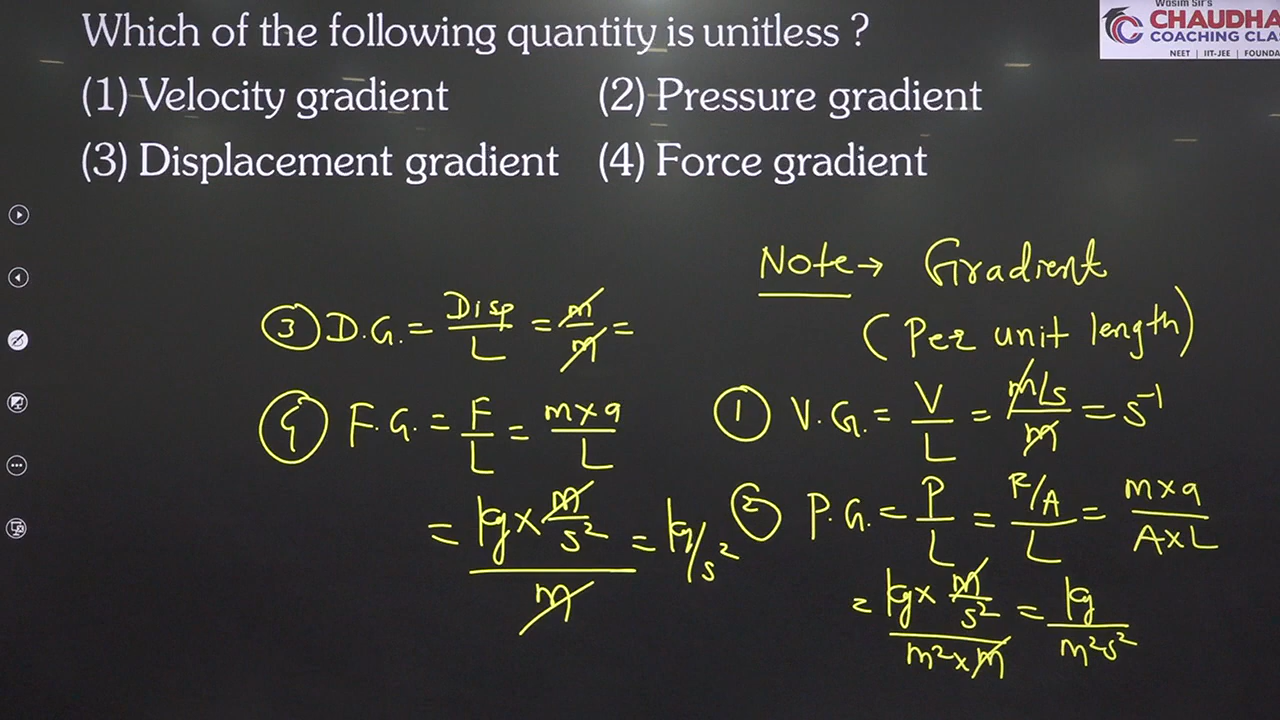 Which of the following quantity is unitless ?
Wasim Sir's
CHAUDHA
COACHING CLA
NEET | IIT-JEE | FOUNDA
(1) Velocity gradient (2) Pressure gradient
(3) Displacement gradient (4) Force gradient
Note → Gradient
(Per unit length)
③ D.G. = Disp/L = m/m =
④ F.G. = F/L = m×a/L
= kg × m/s² / m = kg/s²
① V.G. = V/L = m/s / m = s⁻¹
② P.G. = P/L = F/A / L = m×a / A×L
= kg × m/s² / m² × m = kg / m²s²